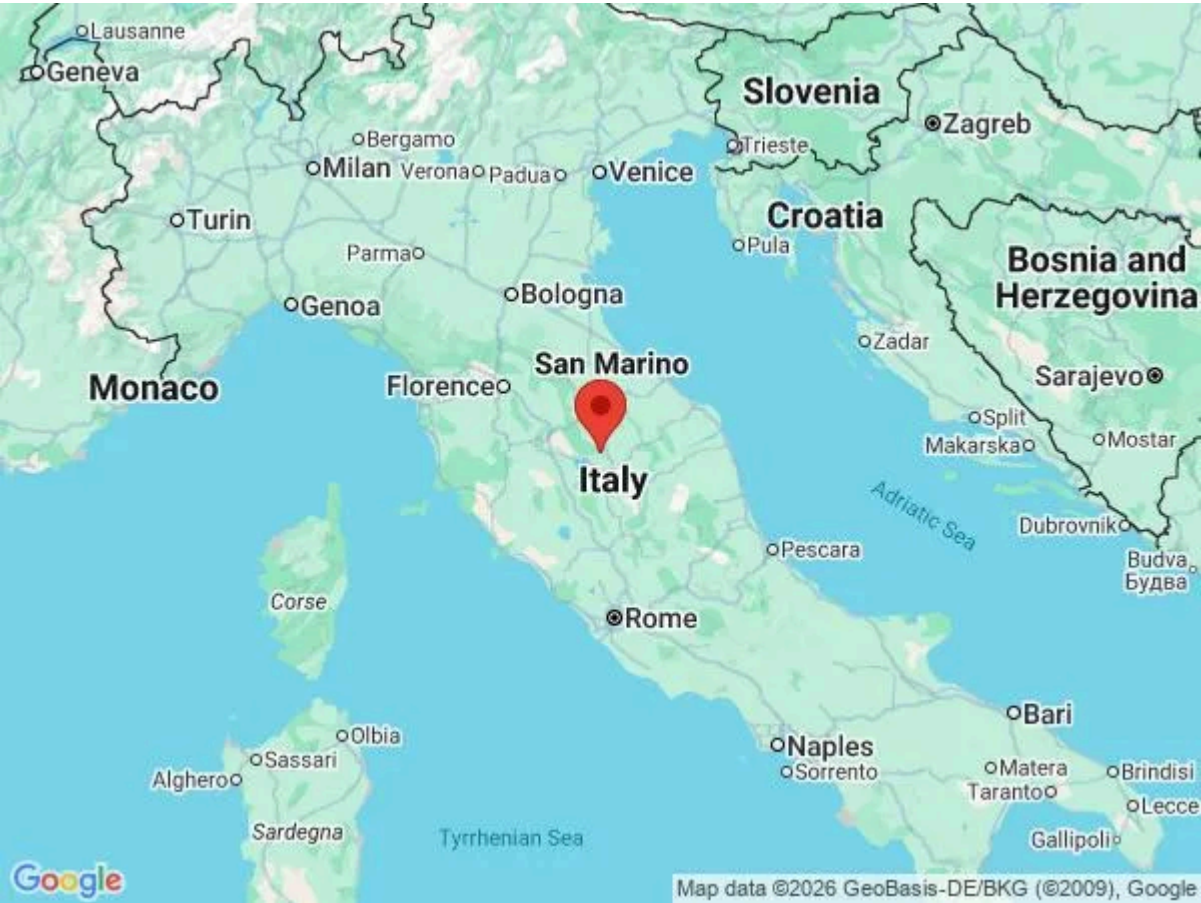 Lausanne
Geneva
Slovenia
Zagreb
Bergamo
Trieste
Milan
Verona
Padua
Venice
Turin
Croatia
Pula
Parma
Bosnia and
Herzegovina
Genoa
Bologna
Zadar
San Marino
Monaco
Florence
Sarajevo
Split
Makarska
Mostar
Italy
Adriatic Sea
Dubrovnik
Pescara
Budva
Будва
Corse
Rome
Bari
Olbia
Naples
Sassari
Sorrento
Matera
Brindisi
Alghero
Taranto
Lecce
Sardegna
Tyrrhenian Sea
Gallipoli
Google
Map data ©2026 GeoBasis-DE/BKG (©2009), Google